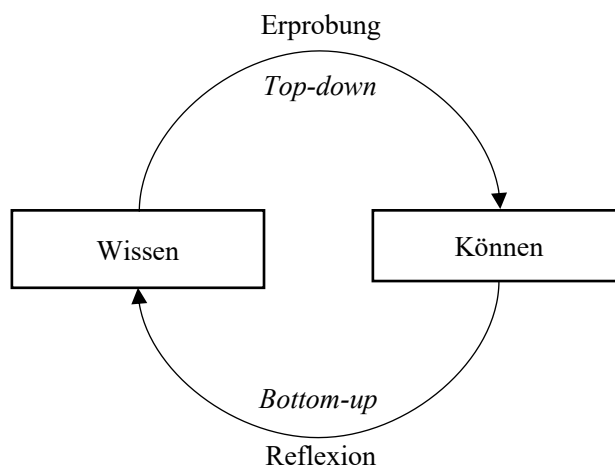 Erprobung
Top-down
Wissen
Können
Bottom-up
Reflexion